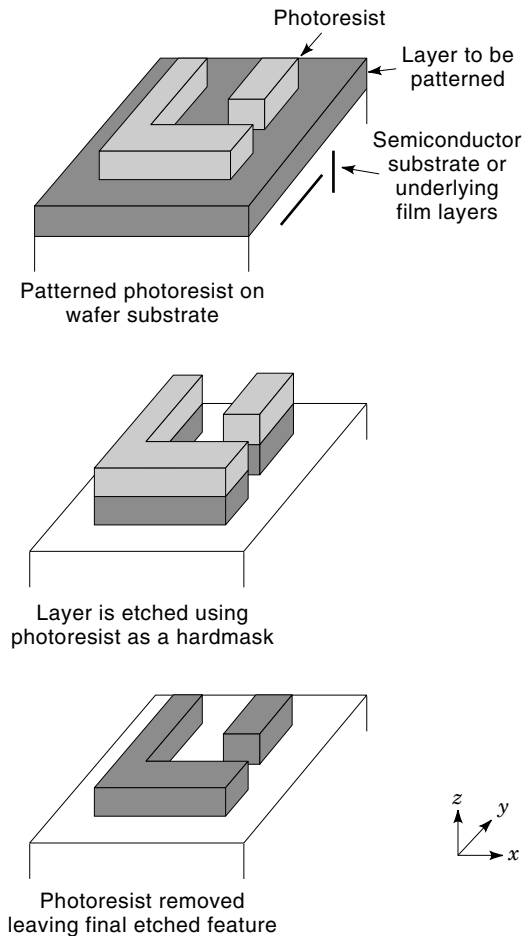 Photoresist
Layer to be
patterned
Semiconductor
substrate or
underlying
film layers
Patterned photoresist on
wafer substrate
Layer is etched using
photoresist as a hardmask
z
y
x
Photoresist removed
leaving final etched feature